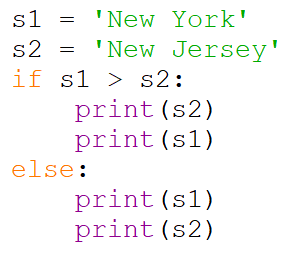 s1 = 'New York'
s2 = 'New Jersey'
if s1 > s2:
    print(s2)
    print(s1)
else:
    print(s1)
    print(s2)